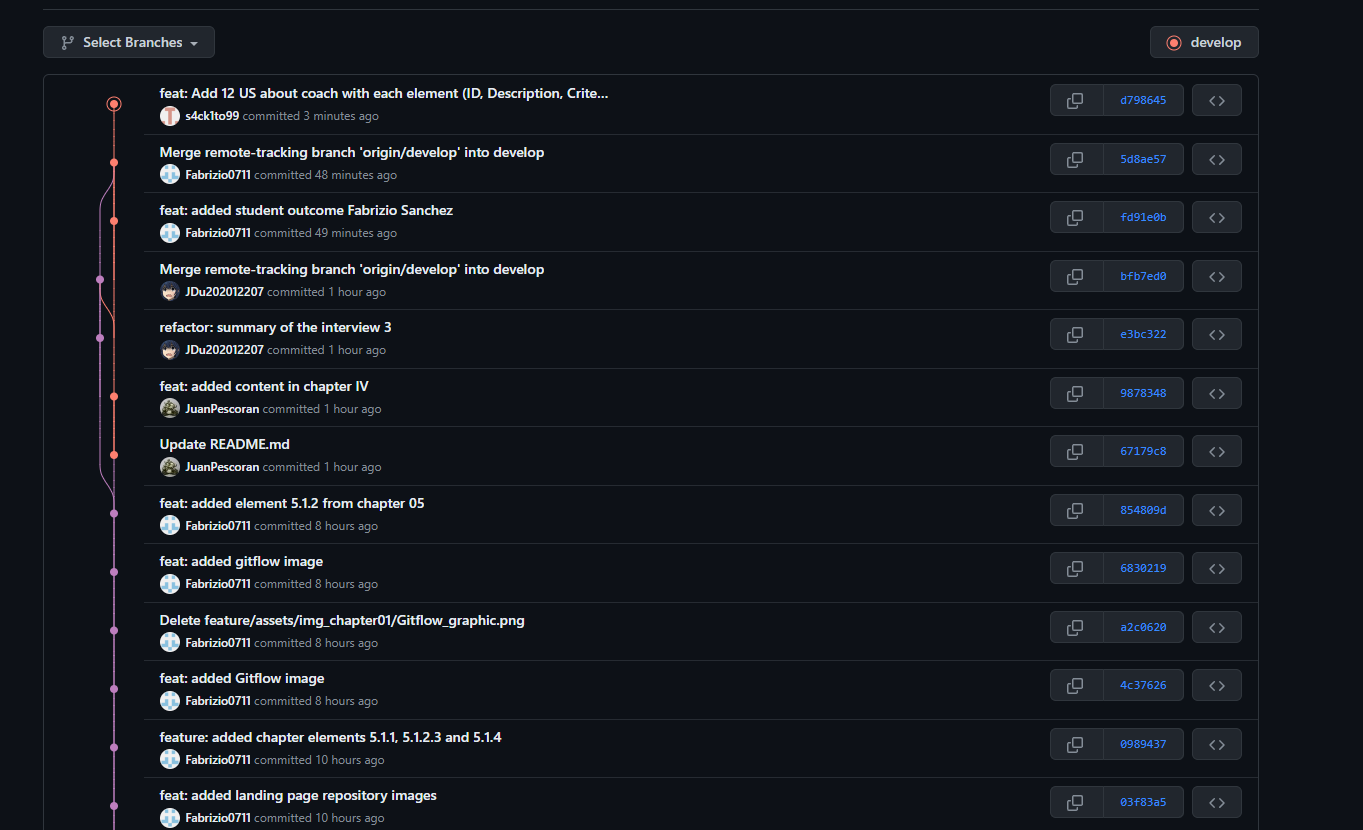 Select Branches
develop
feat: Add 12 US about coach with each element (ID, Description, Crite...
s4ck1to99 committed 3 minutes ago
d798645
Merge remote-tracking branch 'origin/develop' into develop
Fabrizio0711 committed 48 minutes ago
5d8ae57
feat: added student outcome Fabrizio Sanchez
Fabrizio0711 committed 49 minutes ago
fd91e0b
Merge remote-tracking branch 'origin/develop' into develop
JDu202012207 committed 1 hour ago
bfb7ed0
refactor: summary of the interview 3
JDu202012207 committed 1 hour ago
e3bc322
feat: added content in chapter IV
JuanPescoran committed 1 hour ago
9878348
Update README.md
JuanPescoran committed 1 hour ago
67179c8
feat: added element 5.1.2 from chapter 05
Fabrizio0711 committed 8 hours ago
854809d
feat: added gitflow image
Fabrizio0711 committed 8 hours ago
6830219
Delete feature/assets/img_chapter01/Gitflow_graphic.png
Fabrizio0711 committed 8 hours ago
a2c0620
feat: added Gitflow image
Fabrizio0711 committed 8 hours ago
4c37626
feature: added chapter elements 5.1.1, 5.1.2.3 and 5.1.4
Fabrizio0711 committed 10 hours ago
0989437
feat: added landing page repository images
Fabrizio0711 committed 10 hours ago
03f83a5